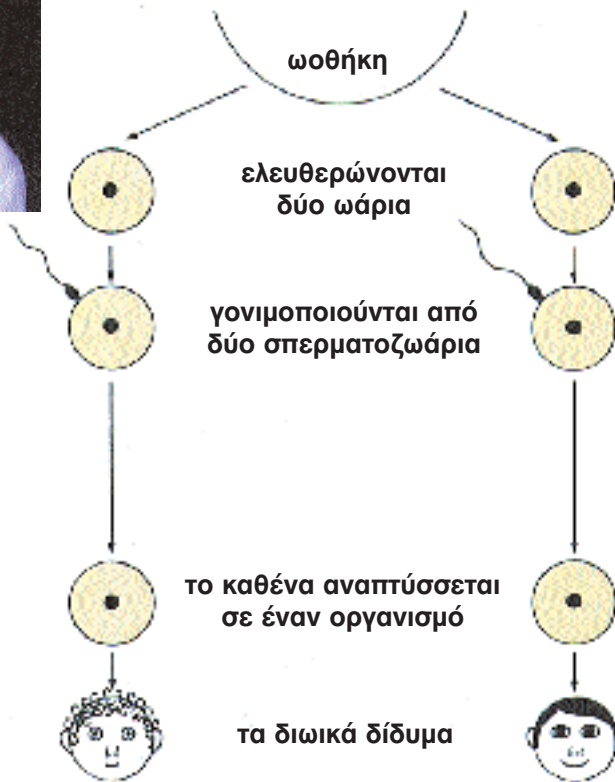 ωοθήκη
ελευθερώνονται
δύο ωάρια
γονιμοποιούνται από
δύο σπερματοζωάρια
το καθένα αναπτύσσεται
σε έναν οργανισμό
τα διωικά δίδυμα